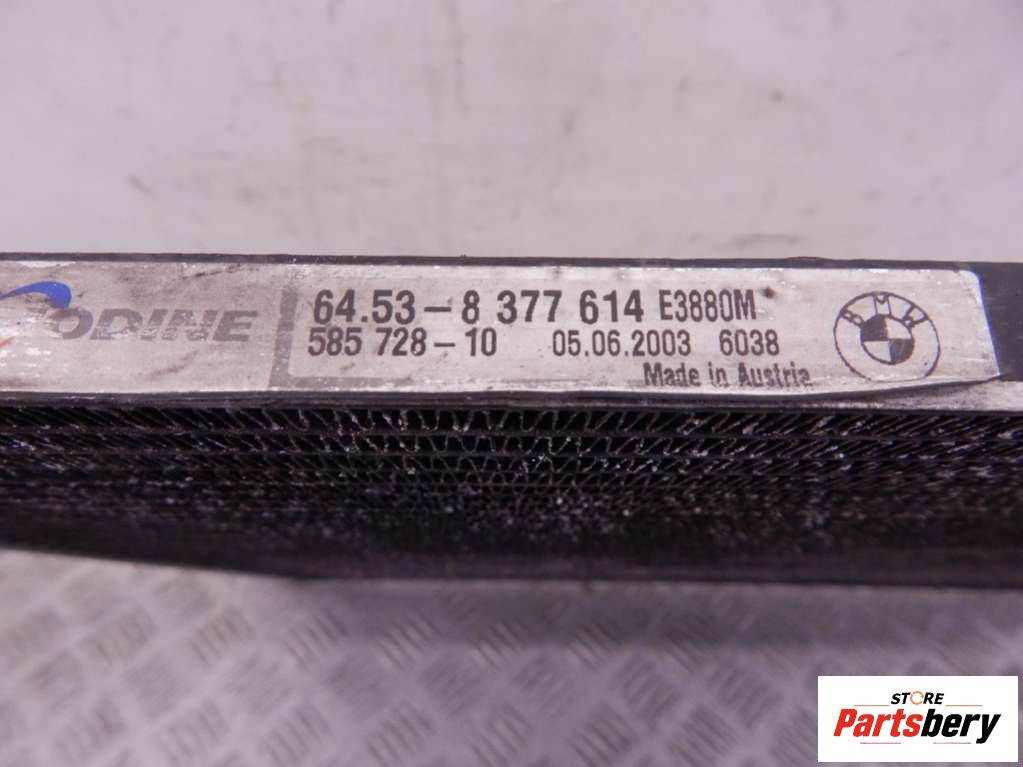 ODINE
64.53-8 377 614 E3880M
585 728-10 05.06.2003 6038
Made in Austria
BMW
STORE
Partsbery